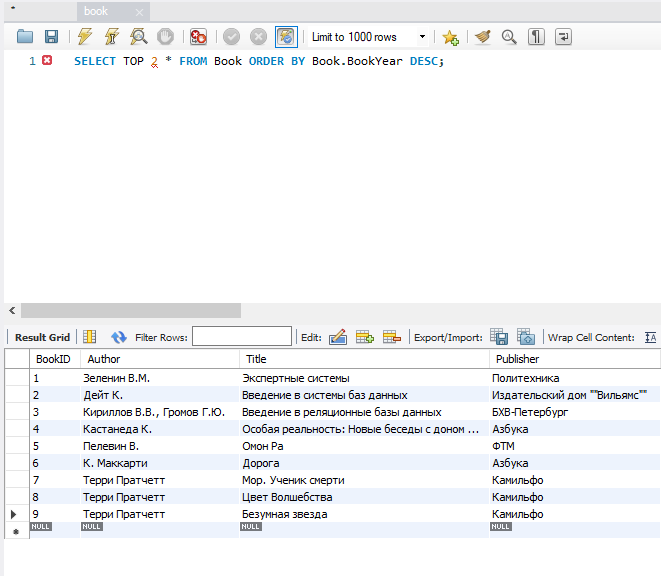 book
Limit to 1000 rows
1 SELECT TOP 2 * FROM Book ORDER BY Book.BookYear DESC;
Result Grid Filter Rows: Edit: Export/Import: Wrap Cell Content:
BookID Author Title Publisher
1 Зеленин В.М. Экспертные системы Политехника
2 Дейт К. Введение в системы баз данных Издательский дом ""Вильямс""
3 Кириллов В.В., Громов Г.Ю. Введение в реляционные базы данных БХВ-Петербург
4 Кастанеда К. Особая реальность: Новые беседы с доном ... Азбука
5 Пелевин В. Омон Ра ФТМ
6 К. Маккарти Дорога Азбука
7 Терри Пратчетт Мор. Ученик смерти Камильфо
8 Терри Пратчетт Цвет Волшебства Камильфо
9 Терри Пратчетт Безумная звезда Камильфо
NULL NULL NULL NULL